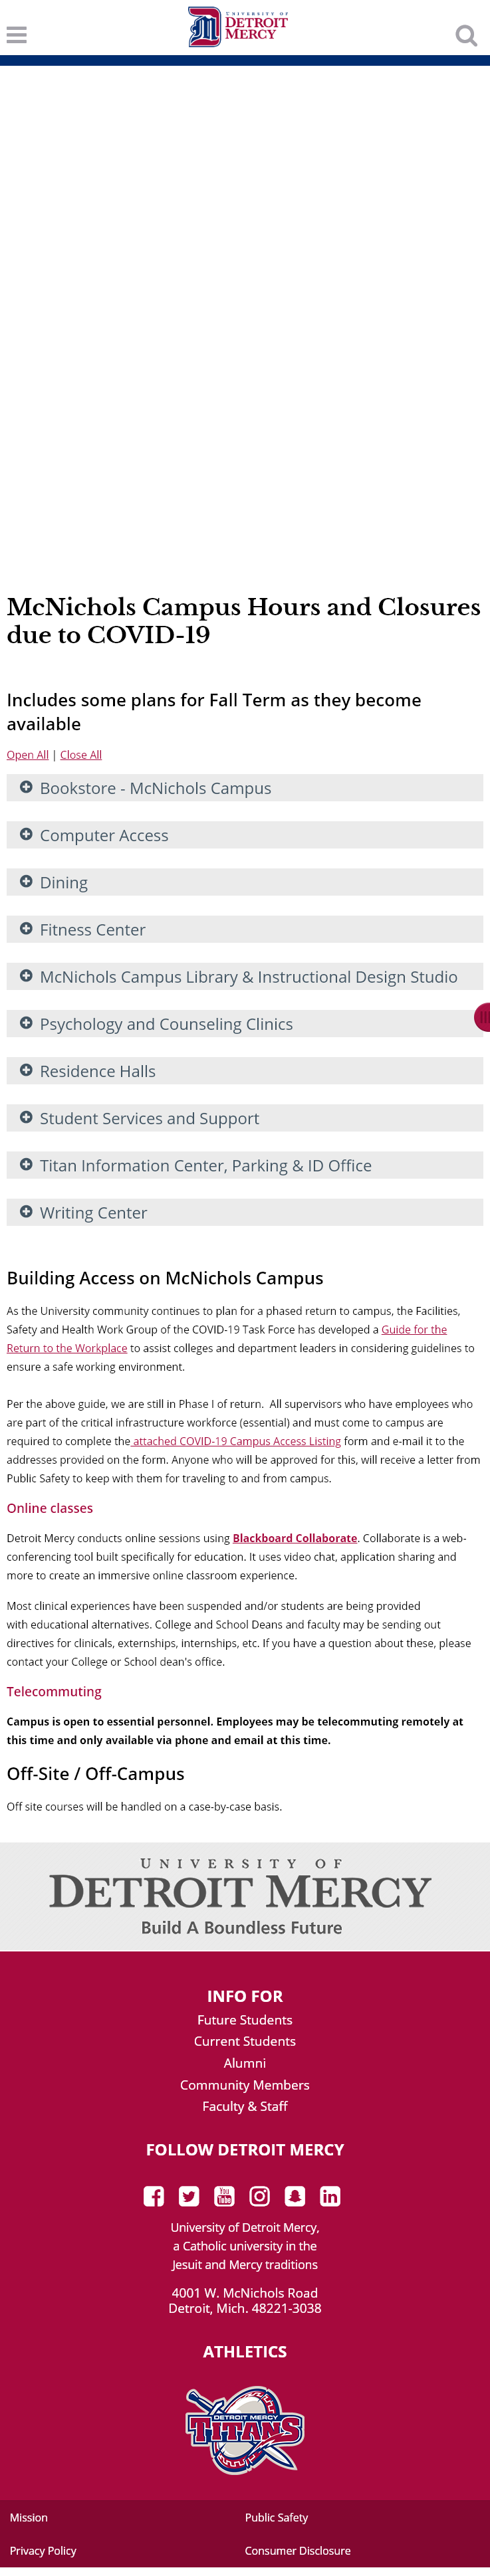 UNIVERSITY OF
DETROIT
MERCY
McNichols Campus Hours and Closures
due to COVID-19
Includes some plans for Fall Term as they become
available
Open All | Close All
Bookstore - McNichols Campus
Computer Access
Dining
Fitness Center
McNichols Campus Library & Instructional Design Studio
Psychology and Counseling Clinics
Residence Halls
Student Services and Support
Titan Information Center, Parking & ID Office
Writing Center
Building Access on McNichols Campus
As the University community continues to plan for a phased return to campus, the Facilities,
Safety and Health Work Group of the COVID-19 Task Force has developed a Guide for the
Return to the Workplace to assist colleges and department leaders in considering guidelines to
ensure a safe working environment.
Per the above guide, we are still in Phase I of return.  All supervisors who have employees who
are part of the critical infrastructure workforce (essential) and must come to campus are
required to complete the attached COVID-19 Campus Access Listing form and e-mail it to the
addresses provided on the form. Anyone who will be approved for this, will receive a letter from
Public Safety to keep with them for traveling to and from campus.
Online classes
Detroit Mercy conducts online sessions using Blackboard Collaborate. Collaborate is a web-
conferencing tool built specifically for education. It uses video chat, application sharing and
more to create an immersive online classroom experience.
Most clinical experiences have been suspended and/or students are being provided
with educational alternatives. College and School Deans and faculty may be sending out
directives for clinicals, externships, internships, etc. If you have a question about these, please
contact your College or School dean's office.
Telecommuting
Campus is open to essential personnel. Employees may be telecommuting remotely at
this time and only available via phone and email at this time.
Off-Site / Off-Campus
Off site courses will be handled on a case-by-case basis.
UNIVERSITY OF
DETROIT MERCY
Build A Boundless Future
INFO FOR
Future Students
Current Students
Alumni
Community Members
Faculty & Staff
FOLLOW DETROIT MERCY
You Tube
University of Detroit Mercy,
a Catholic university in the
Jesuit and Mercy traditions
4001 W. McNichols Road
Detroit, Mich. 48221-3038
ATHLETICS
DETROIT MERCY
TITANS
Mission
Public Safety
Privacy Policy
Consumer Disclosure